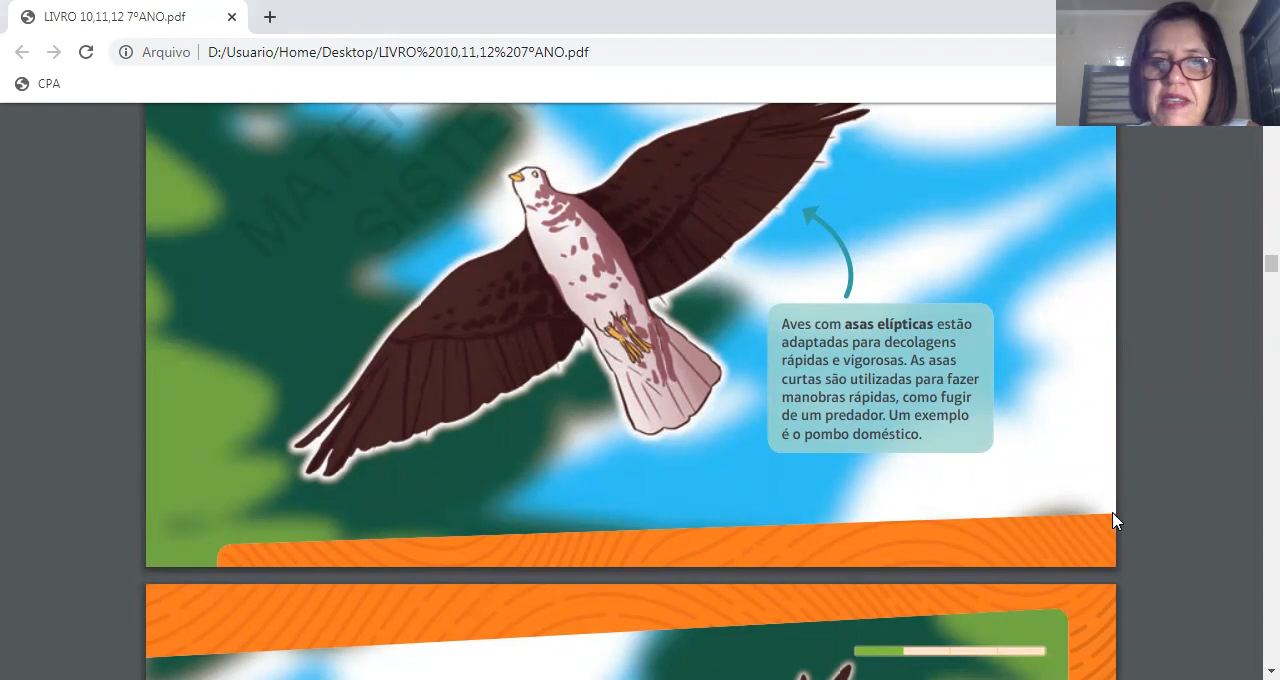 LIVRO 10,11,12 7ºANO.pdf
Arquivo D:/Usuario/Home/Desktop/LIVRO%2010,11,12%207ºANO.pdf
CPA
MATER
SISTE
Aves com asas elípticas estão
adaptadas para decolagens
rápidas e vigorosas. As asas
curtas são utilizadas para fazer
manobras rápidas, como fugir
de um predador. Um exemplo
é o pombo doméstico.